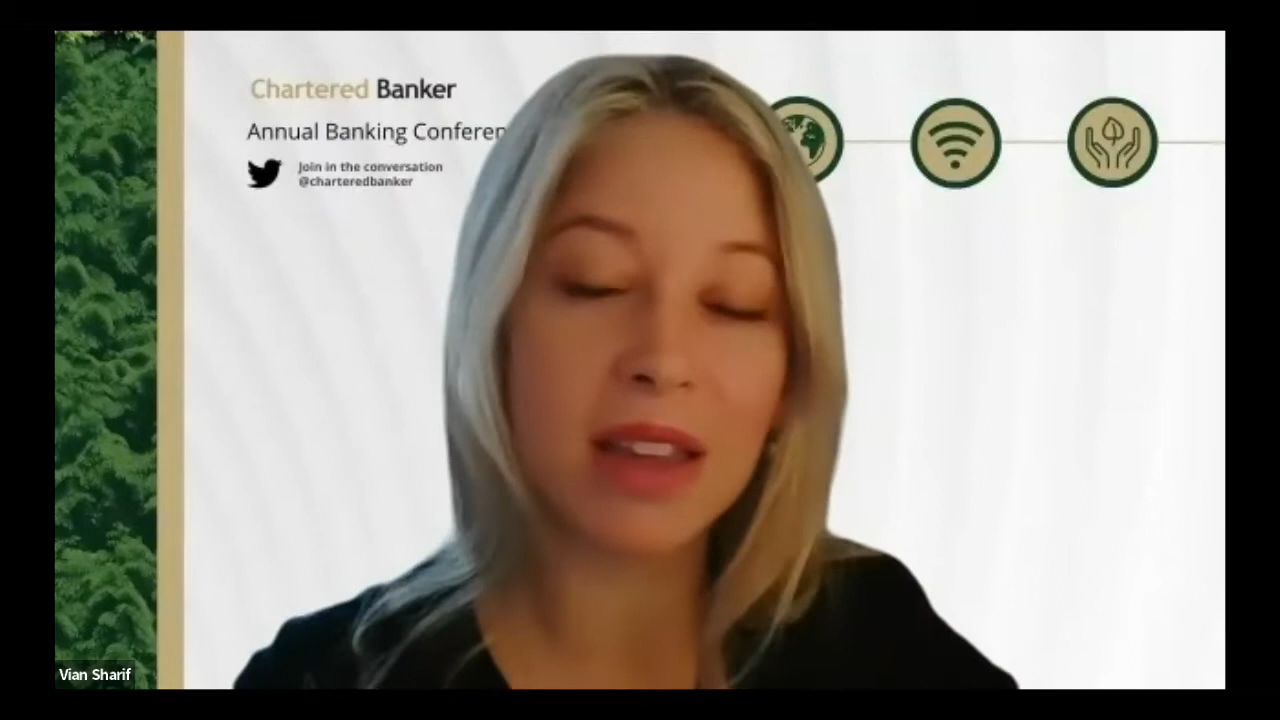 Chartered Banker
Annual Banking Conferen
Join in the conversation
@charteredbanker
Vian Sharif